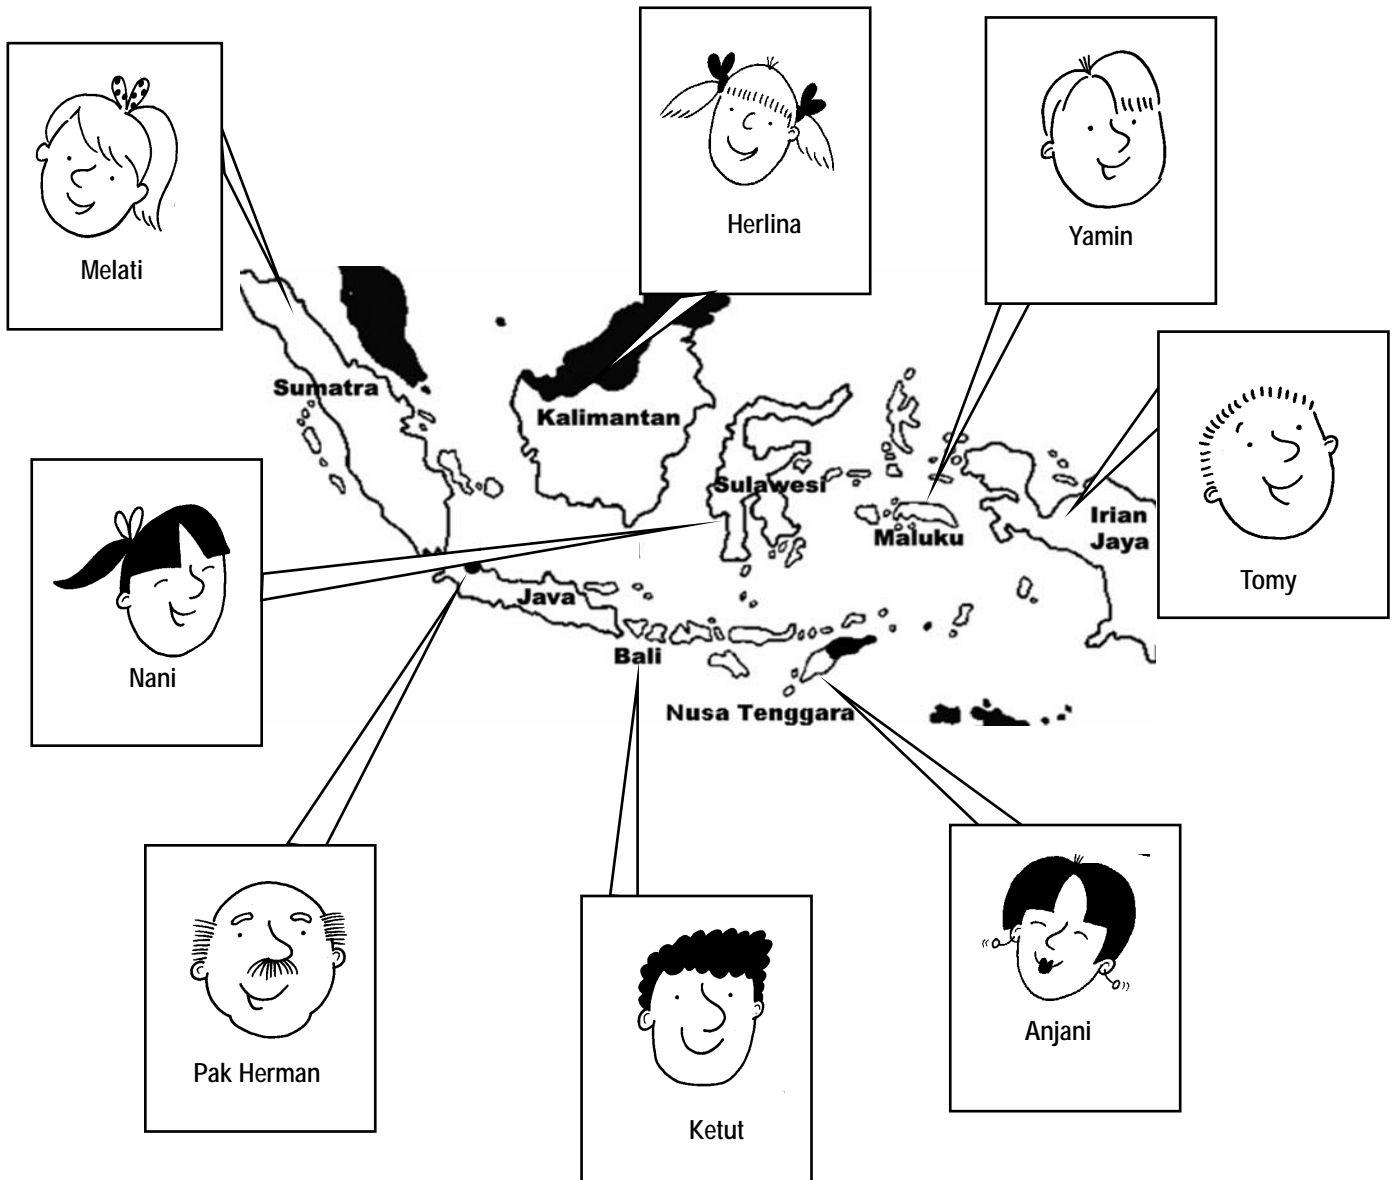 Melati
Herlina
Yamin
Tomy
Nani
Pak Herman
Ketut
Anjani
Sumatra
Kalimantan
Sulawesi
Maluku
Irian
Jaya
Java
Bali
Nusa Tenggara